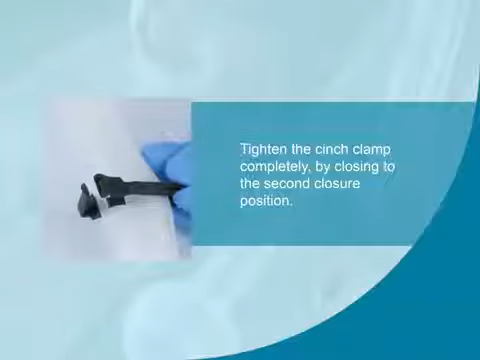 Tighten the cinch clamp
completely, by closing to
the second closure
position.